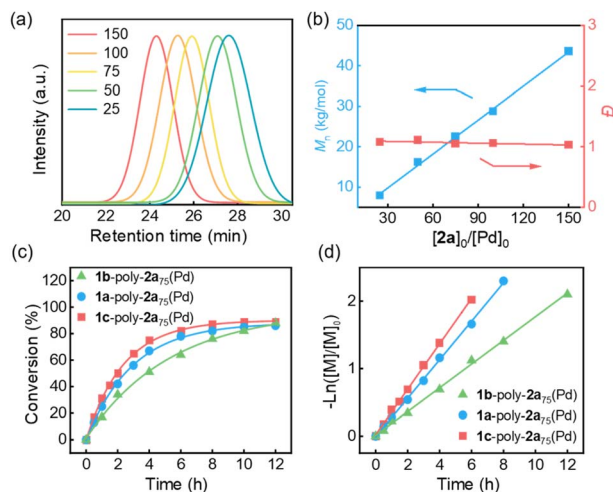 (a)
150
100
75
50
25
Intensity (a.u.)
20 22 24 26 28 30
Retention time (min)
(b)
50
40
30
20
10
Mn (kg/mol)
3
2
1
0
Đ
30 60 90 120 150
[2a]0/[Pd]0
(c)
1b-poly-2a75(Pd)
1a-poly-2a75(Pd)
1c-poly-2a75(Pd)
120
100
80
60
40
20
0
Conversion (%)
0 2 4 6 8 10 12
Time (h)
(d)
2
1
0
-Ln([M]/[M]0)
1b-poly-2a75(Pd)
1a-poly-2a75(Pd)
1c-poly-2a75(Pd)
0 2 4 6 8 10 12
Time (h)